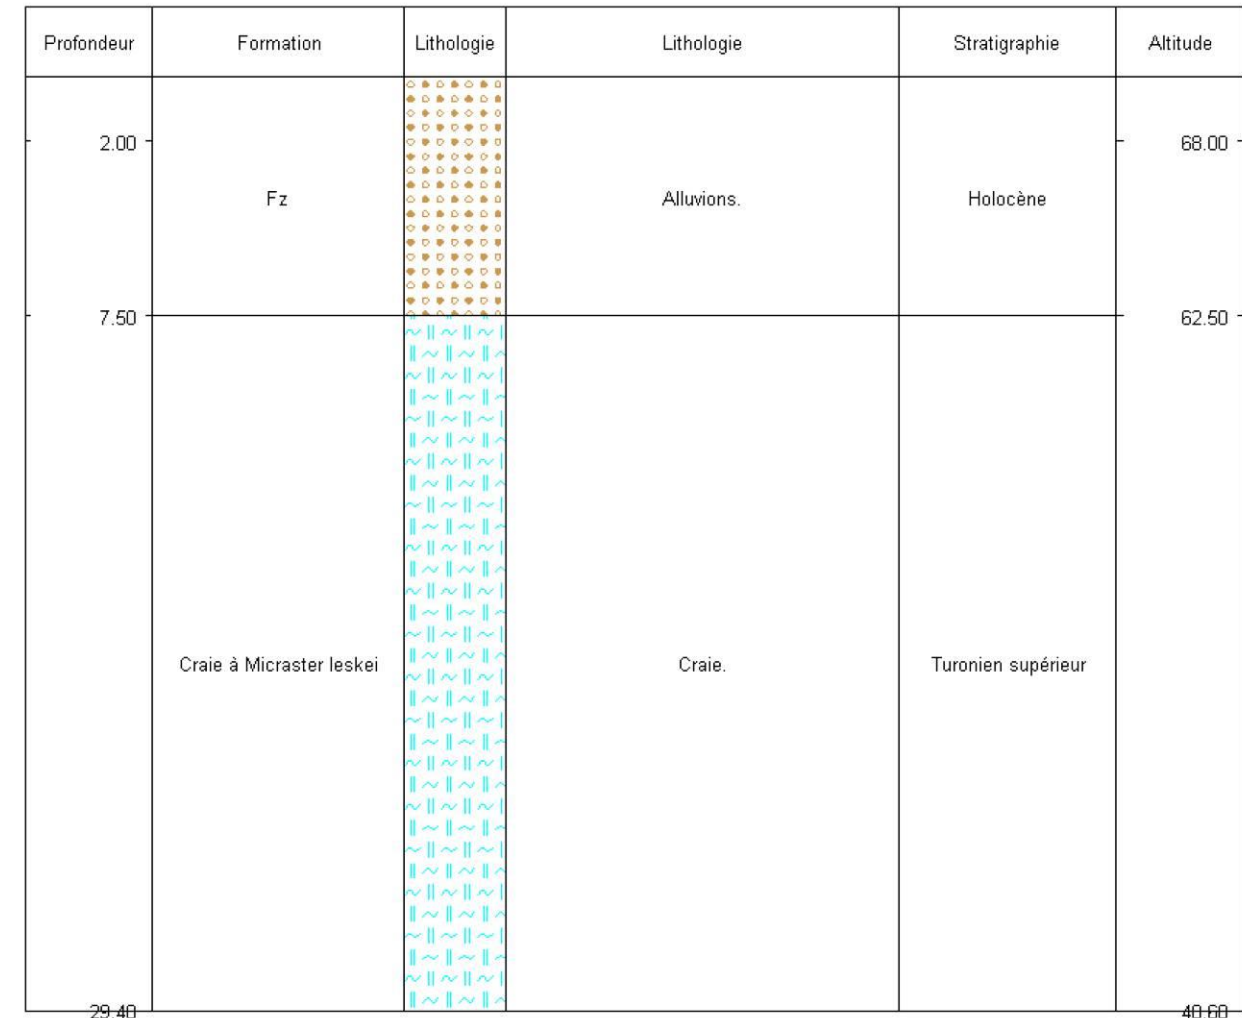 Profondeur Formation Lithologie Lithologie Stratigraphie Altitude
2.00 68.00
Fz Alluvions. Holocène
7.50 62.50
Craie à Micraster leskei Craie. Turonien supérieur
29.40 40.60